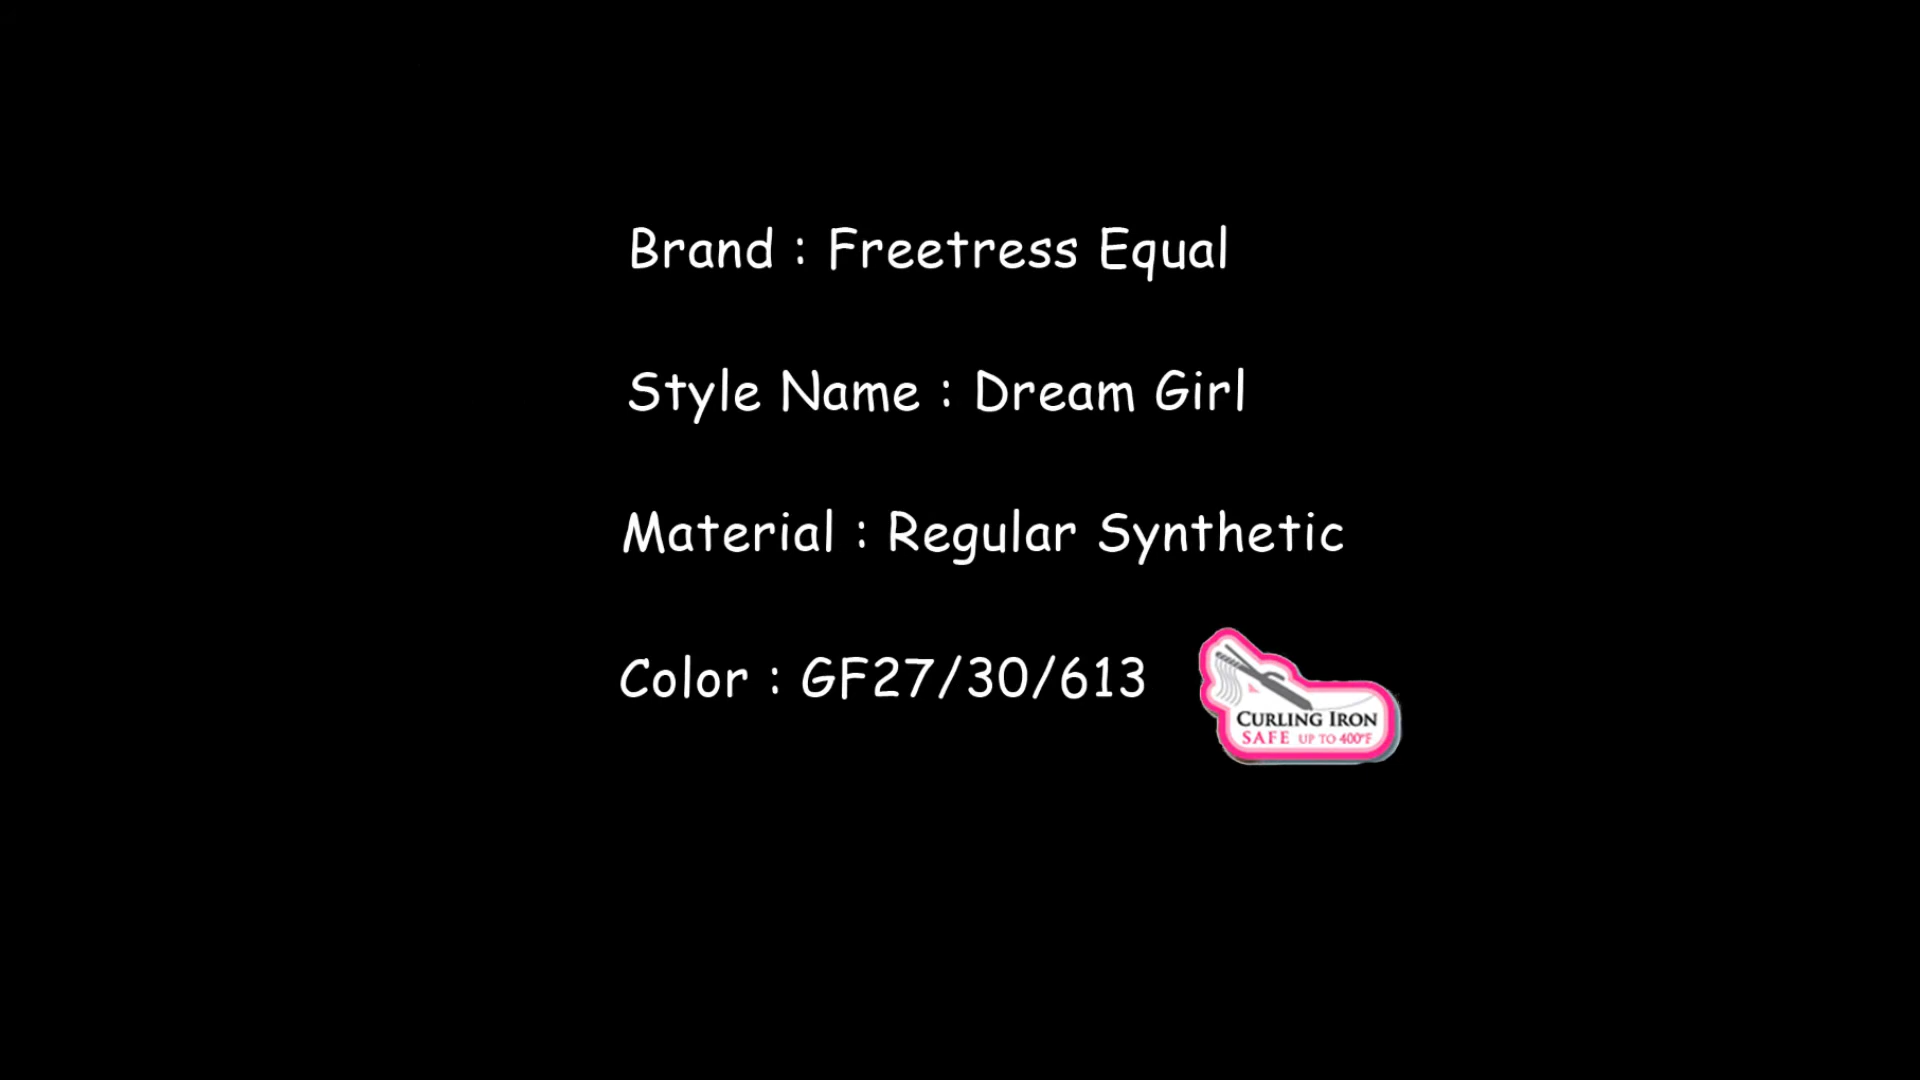 Brand : Freetress Equal
Style Name : Dream Girl
Material : Regular Synthetic
Color : GF27/30/613
CURLING IRON
SAFE UP TO 400°F